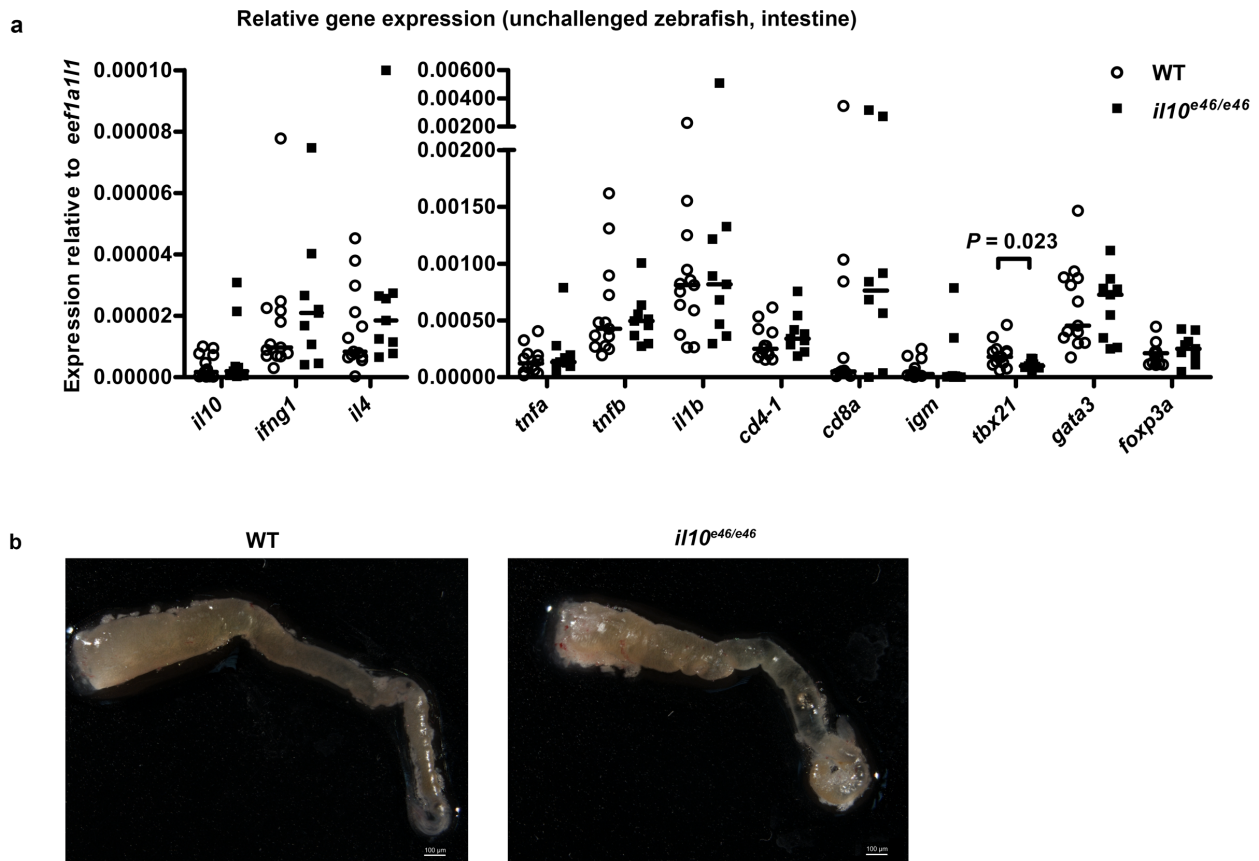 a
Relative gene expression (unchallenged zebrafish, intestine)
Expression relative to eef1a1l1
0.00010
0.00008
0.00006
0.00004
0.00002
0.00000
0.00600
0.00400
0.00200
0.00200
0.00150
0.00100
0.00050
0.00000
WT
il10e46/e46
P = 0.023
il10
ifng1
il4
tnfa
tnfb
il1b
cd4-1
cd8a
igm
tbx21
gata3
foxp3a
b
WT
il10e46/e46
100 µm
100 µm